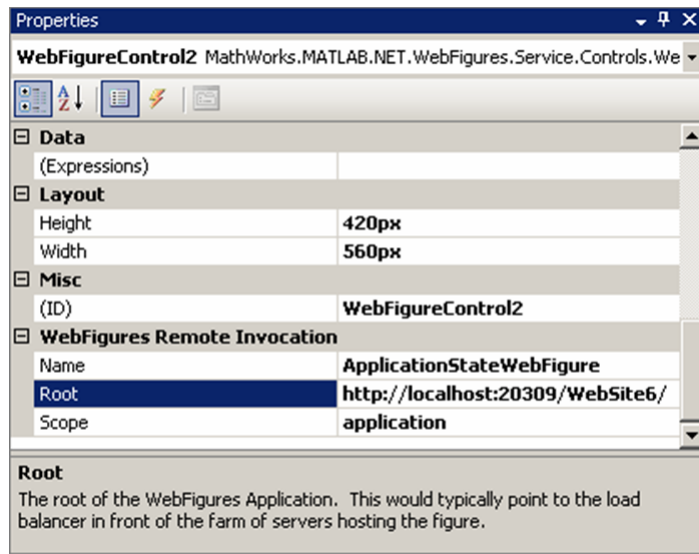 Properties
WebFigureControl2 MathWorks.MATLAB.NET.WebFigures.Service.Controls.We
Data
(Expressions)
Layout
Height 420px
Width 560px
Misc
(ID) WebFigureControl2
WebFigures Remote Invocation
Name ApplicationStateWebFigure
Root http://localhost:20309/WebSite6/
Scope application
Root
The root of the WebFigures Application. This would typically point to the load
balancer in front of the farm of servers hosting the figure.